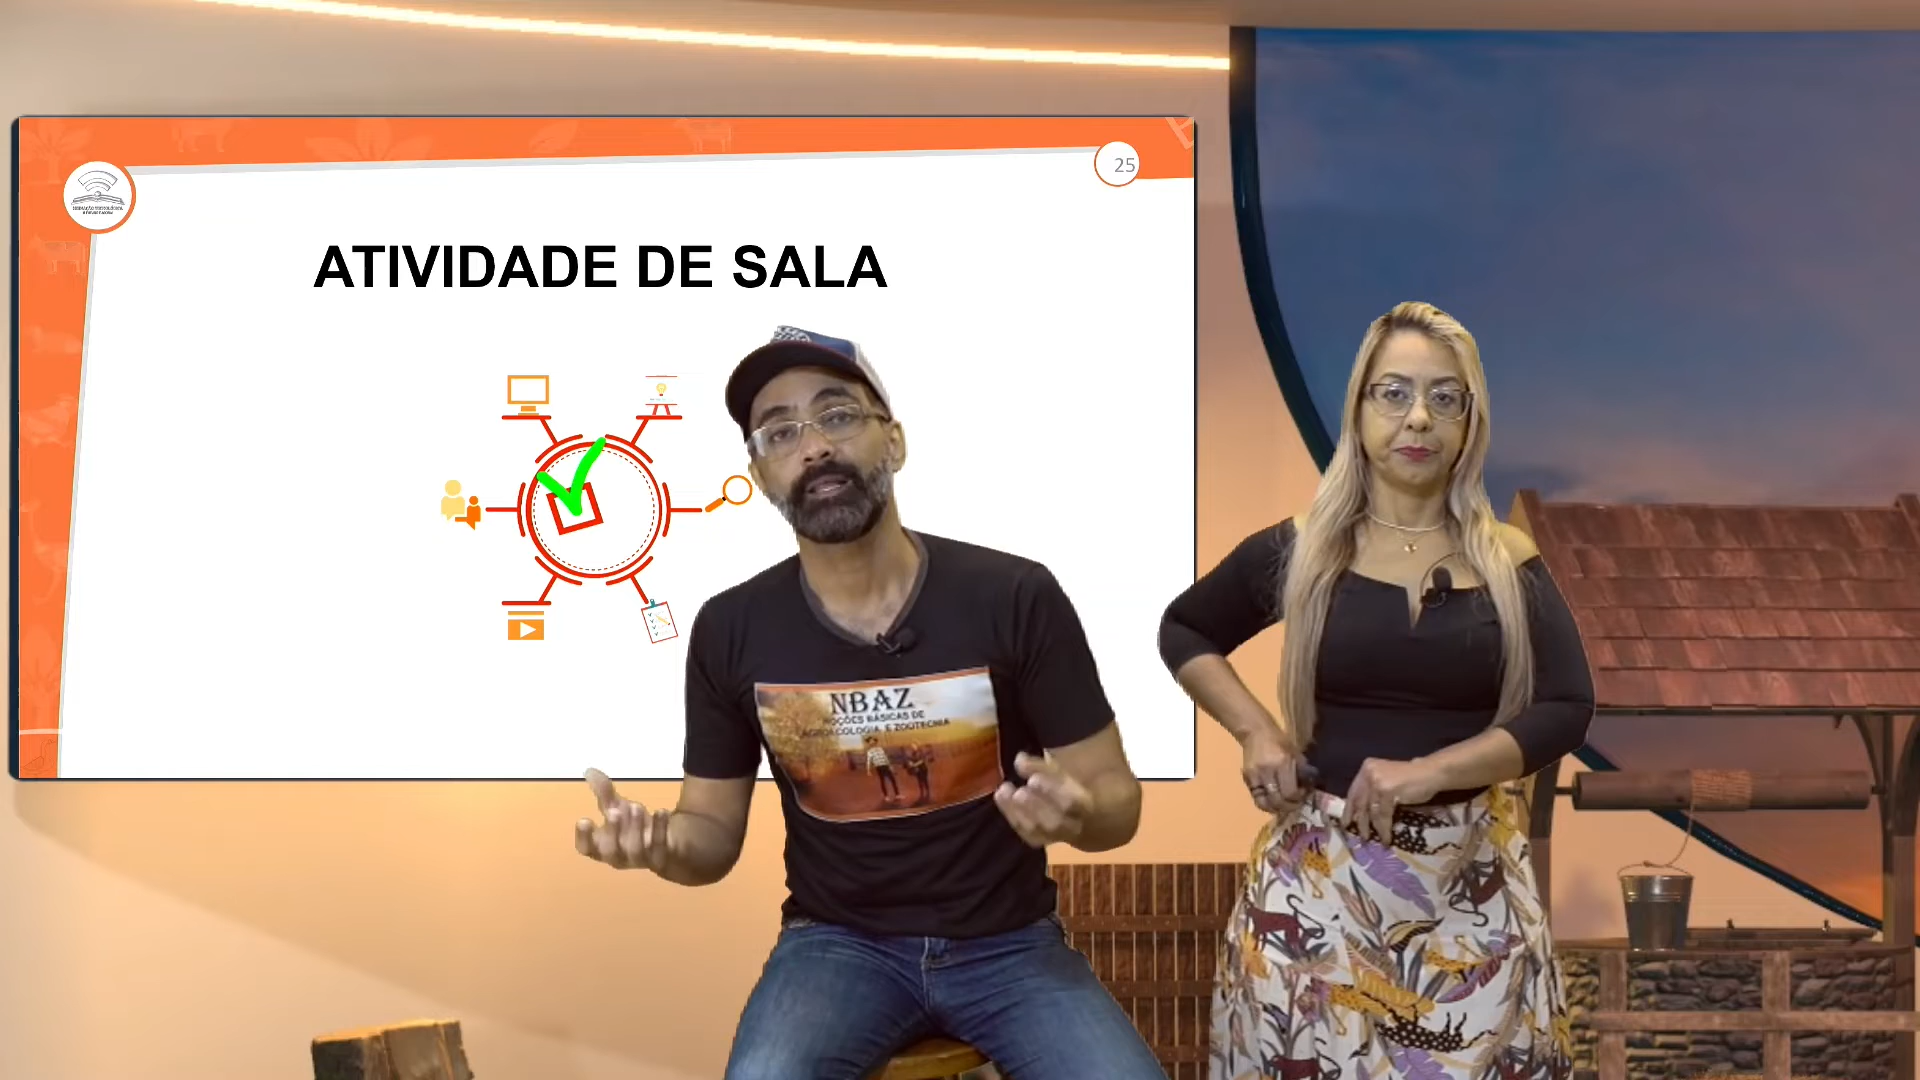 25
ATIVIDADE DE SALA
NBAZ
NOÇÕES BÁSICAS DE
AGROECOLOGIA E ZOOTECNIA